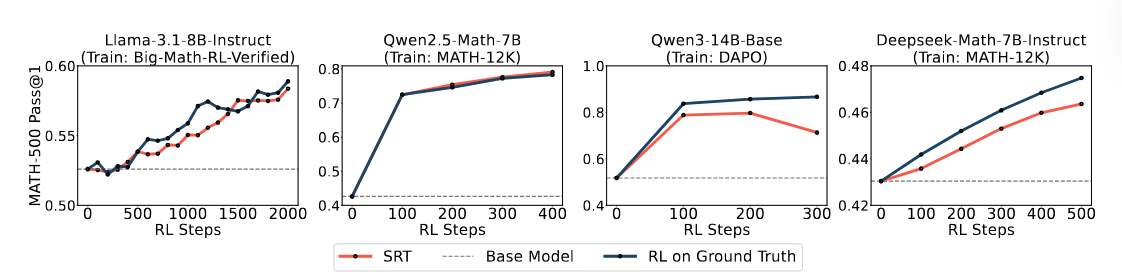 Llama-3.1-8B-Instruct
(Train: Big-Math-RL-Verified)
Qwen2.5-Math-7B
(Train: MATH-12K)
Qwen3-14B-Base
(Train: DAPO)
Deepseek-Math-7B-Instruct
(Train: MATH-12K)
MATH-500 Pass@1
0.60
0.55
0.50
0 500 1000 1500 2000
RL Steps
0.8
0.7
0.6
0.5
0.4
0 100 200 300 400
RL Steps
1.0
0.8
0.6
0.4
0 100 200 300
RL Steps
0.48
0.46
0.44
0.42
0 100 200 300 400 500
RL Steps
SRT Base Model RL on Ground Truth